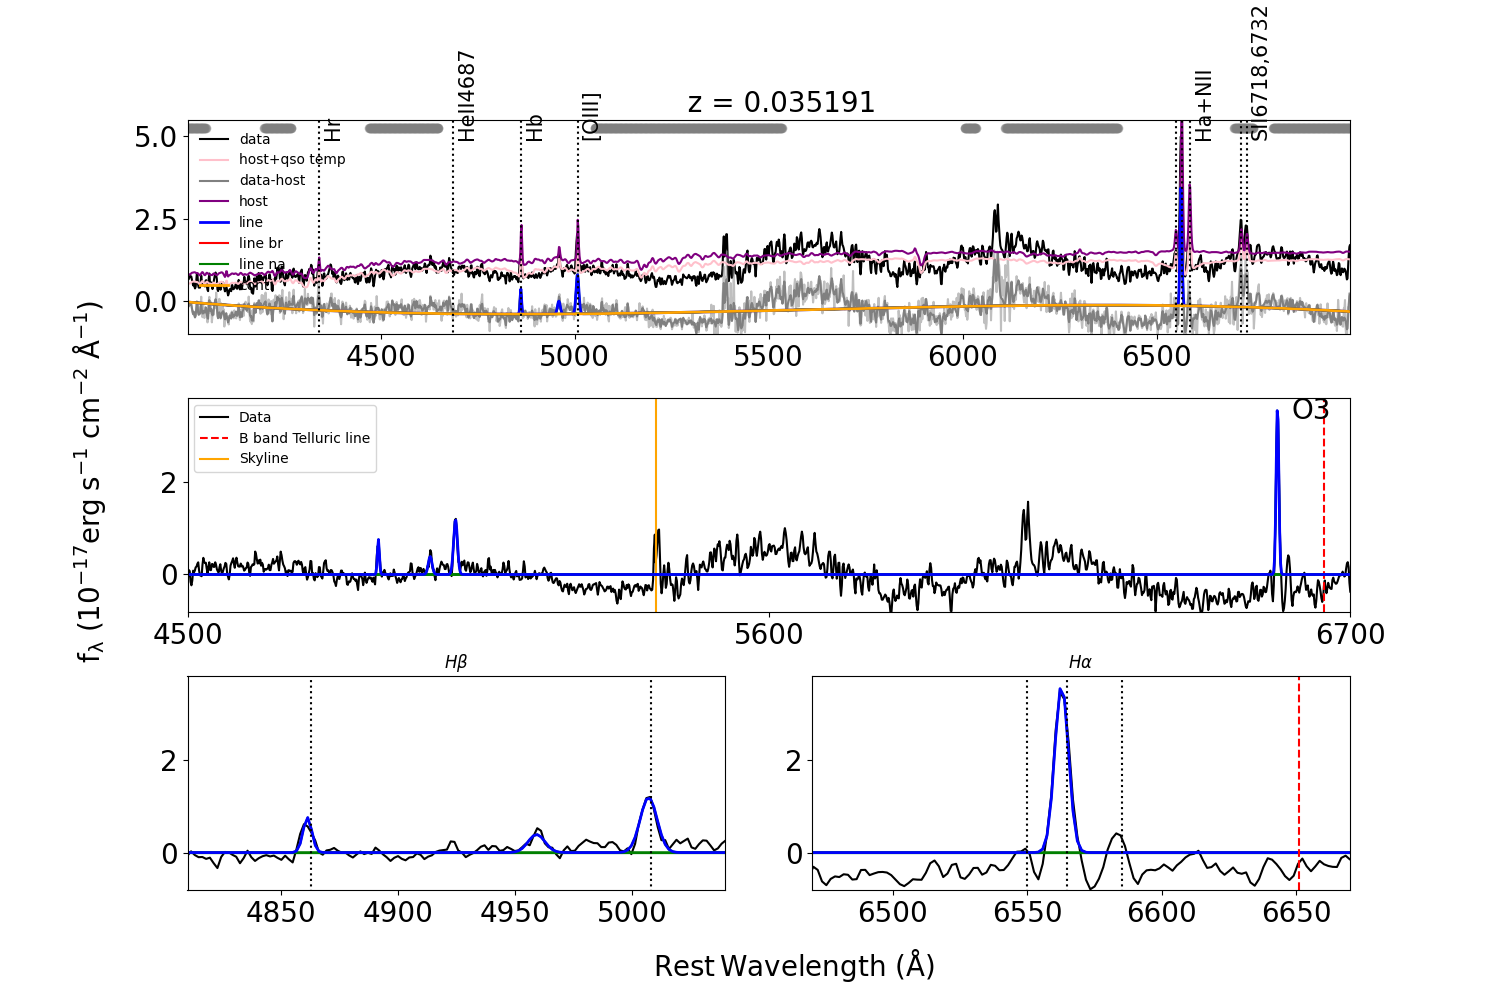 z = 0.035191
Hr
HeII4687
Hb
[OIII]
Ha+NII
SII6718,6732
data
host+qso temp
data-host
host
line
line br
line na
5.0
2.5
0.0
4500
5000
5500
6000
6500
fλ (10⁻¹⁷erg s⁻¹ cm⁻² Å⁻¹)
Data
B band Telluric line
Skyline
O3
2
0
4500
5600
6700
Hβ
2
0
4850
4900
4950
5000
Hα
2
0
6500
6550
6600
6650
Rest Wavelength (Å)